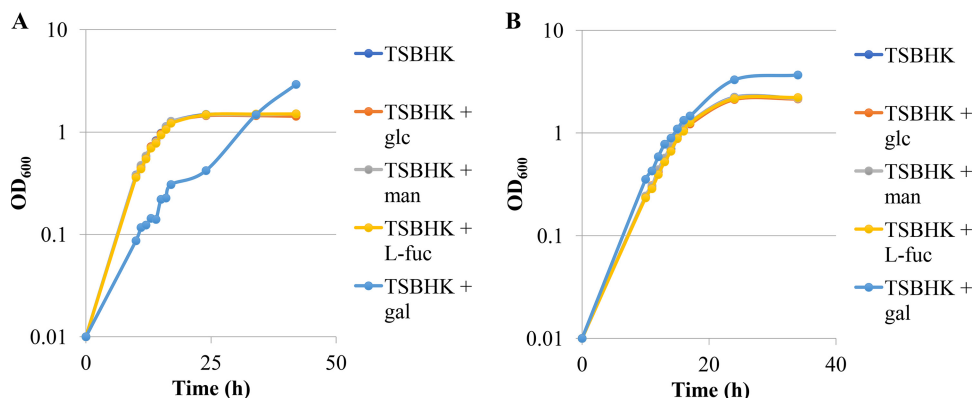 A
10
1
0.1
0.01
0
25
50
OD600
Time (h)
TSBHK
TSBHK +
glc
TSBHK +
man
TSBHK +
L-fuc
TSBHK +
gal
B
10
1
0.1
0.01
0
20
40
OD600
Time (h)
TSBHK
TSBHK +
glc
TSBHK +
man
TSBHK +
L-fuc
TSBHK +
gal